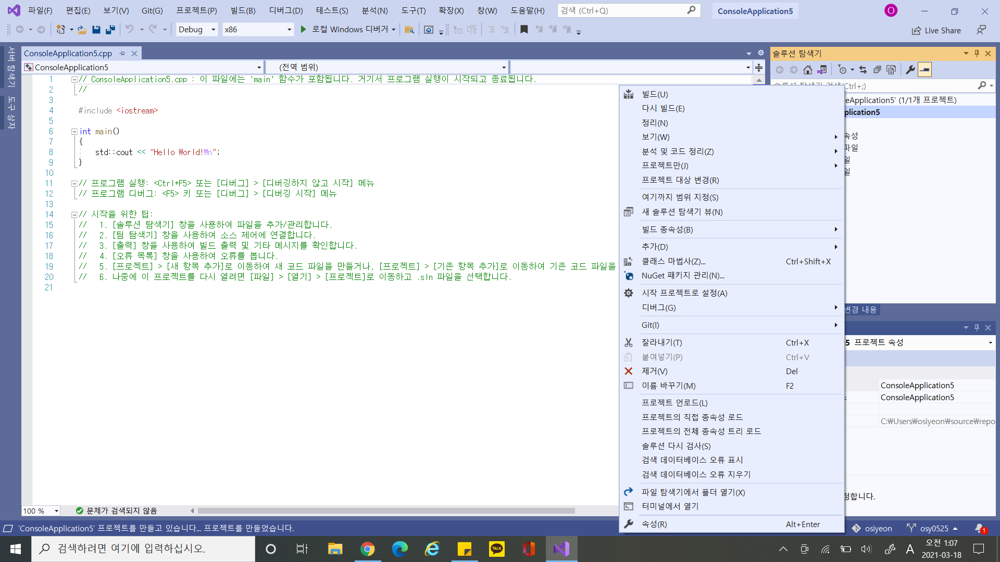 파일(F) 편집(E) 보기(V) Git(G) 프로젝트(P) 빌드(B) 디버그(D) 테스트(S) 분석(N) 도구(T) 확장(X) 창(W) 도움말(H) 검색 (Ctrl+Q) ConsoleApplication5 O
Debug x86 로컬 Windows 디버거 Live Share
서버 탐색기
도구 상자
ConsoleApplication5.cpp
ConsoleApplication5 (전역 범위)
1 // ConsoleApplication5.cpp : 이 파일에는 'main' 함수가 포함됩니다. 거기서 프로그램 실행이 시작되고 종료됩니다.
2 //
3
4 #include <iostream>
5
6 int main()
7 {
8 std::cout << "Hello World!₩n";
9 }
10
11 // 프로그램 실행: <Ctrl+F5> 또는 [디버그] > [디버깅하지 않고 시작] 메뉴
12 // 프로그램 디버그: <F5> 키 또는 [디버그] > [디버깅 시작] 메뉴
13
14 // 시작을 위한 팁:
15 // 1. [솔루션 탐색기] 창을 사용하여 파일을 추가/관리합니다.
16 // 2. [팀 탐색기] 창을 사용하여 소스 제어에 연결합니다.
17 // 3. [출력] 창을 사용하여 빌드 출력 및 기타 메시지를 확인합니다.
18 // 4. [오류 목록] 창을 사용하여 오류를 봅니다.
19 // 5. [프로젝트] > [새 항목 추가]로 이동하여 새 코드 파일을 만들거나, [프로젝트] > [기존 항목 추가]로 이동하여 기존 코드 파일을
20 // 6. 나중에 이 프로젝트를 다시 열려면 [파일] > [열기] > [프로젝트]로 이동하고 .sln 파일을 선택합니다.
21
100 % 문제가 검색되지 않음
빌드(U)
다시 빌드(E)
정리(N)
보기(W)
분석 및 코드 정리(Z)
프로젝트만(J)
프로젝트 대상 변경(R)
여기까지 범위 지정(S)
새 솔루션 탐색기 뷰(N)
빌드 종속성(B)
추가(D)
클래스 마법사(Z)... Ctrl+Shift+X
NuGet 패키지 관리(N)...
시작 프로젝트로 설정(A)
디버그(G)
Git(I)
잘라내기(T) Ctrl+X
붙여넣기(P) Ctrl+V
제거(V) Del
이름 바꾸기(M) F2
프로젝트 언로드(L)
프로젝트의 직접 종속성 로드
프로젝트의 전체 종속성 트리 로드
솔루션 다시 검사(S)
검색 데이터베이스 오류 표시
검색 데이터베이스 오류 지우기
파일 탐색기에서 폴더 열기(X)
터미널에서 열기
속성(R) Alt+Enter
솔루션 탐색기
Ctrl+;)
eApplication5' (1/1개 프로젝트)
plication5
속성
파일
일
일
변경 내용
5 프로젝트 속성
ConsoleApplication5
ConsoleApplication5
C:₩Users₩osiyeon₩source₩repo
정합니다.
'ConsoleApplication5' 프로젝트를 만들고 있습니다... 프로젝트를 만들었습니다. osiyeon osy0525 1
검색하려면 여기에 입력하십시오. TALK A 오전 1:07
2021-03-18